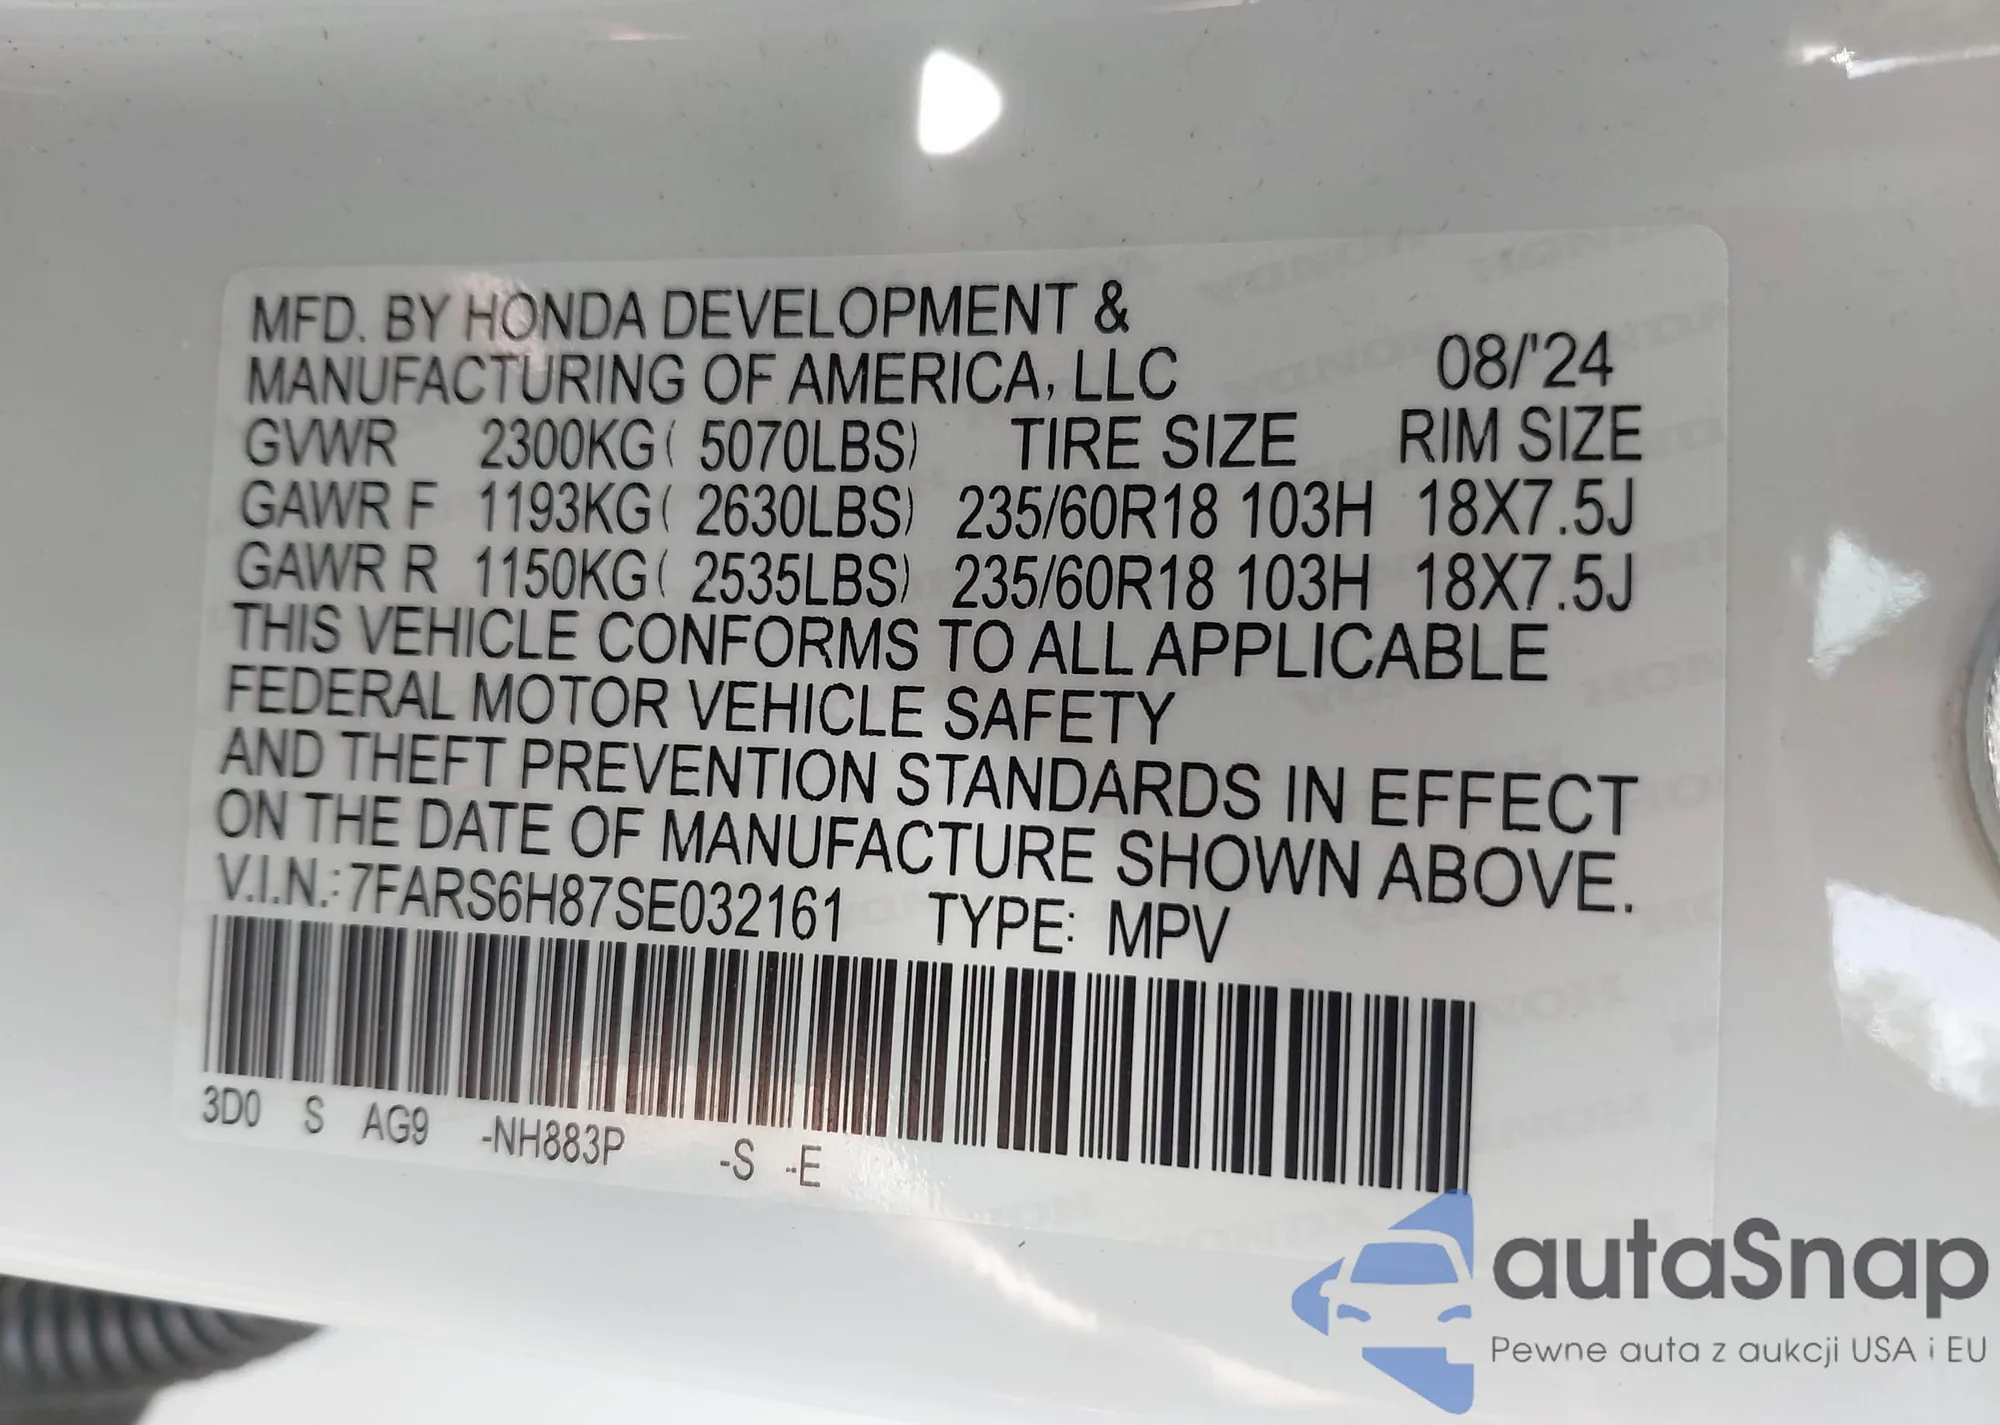 MFD. BY HONDA DEVELOPMENT &
MANUFACTURING OF AMERICA, LLC 08/'24
GVWR 2300KG( 5070LBS) TIRE SIZE RIM SIZE
GAWR F 1193KG( 2630LBS) 235/60R18 103H 18X7.5J
GAWR R 1150KG( 2535LBS) 235/60R18 103H 18X7.5J
THIS VEHICLE CONFORMS TO ALL APPLICABLE
FEDERAL MOTOR VEHICLE SAFETY
AND THEFT PREVENTION STANDARDS IN EFFECT
ON THE DATE OF MANUFACTURE SHOWN ABOVE.
V.I.N.: 7FARS6H87SE032161 TYPE: MPV
3D0 S AG9 -NH883P -S -E
autaSnap
Pewne auta z aukcji USA i EU